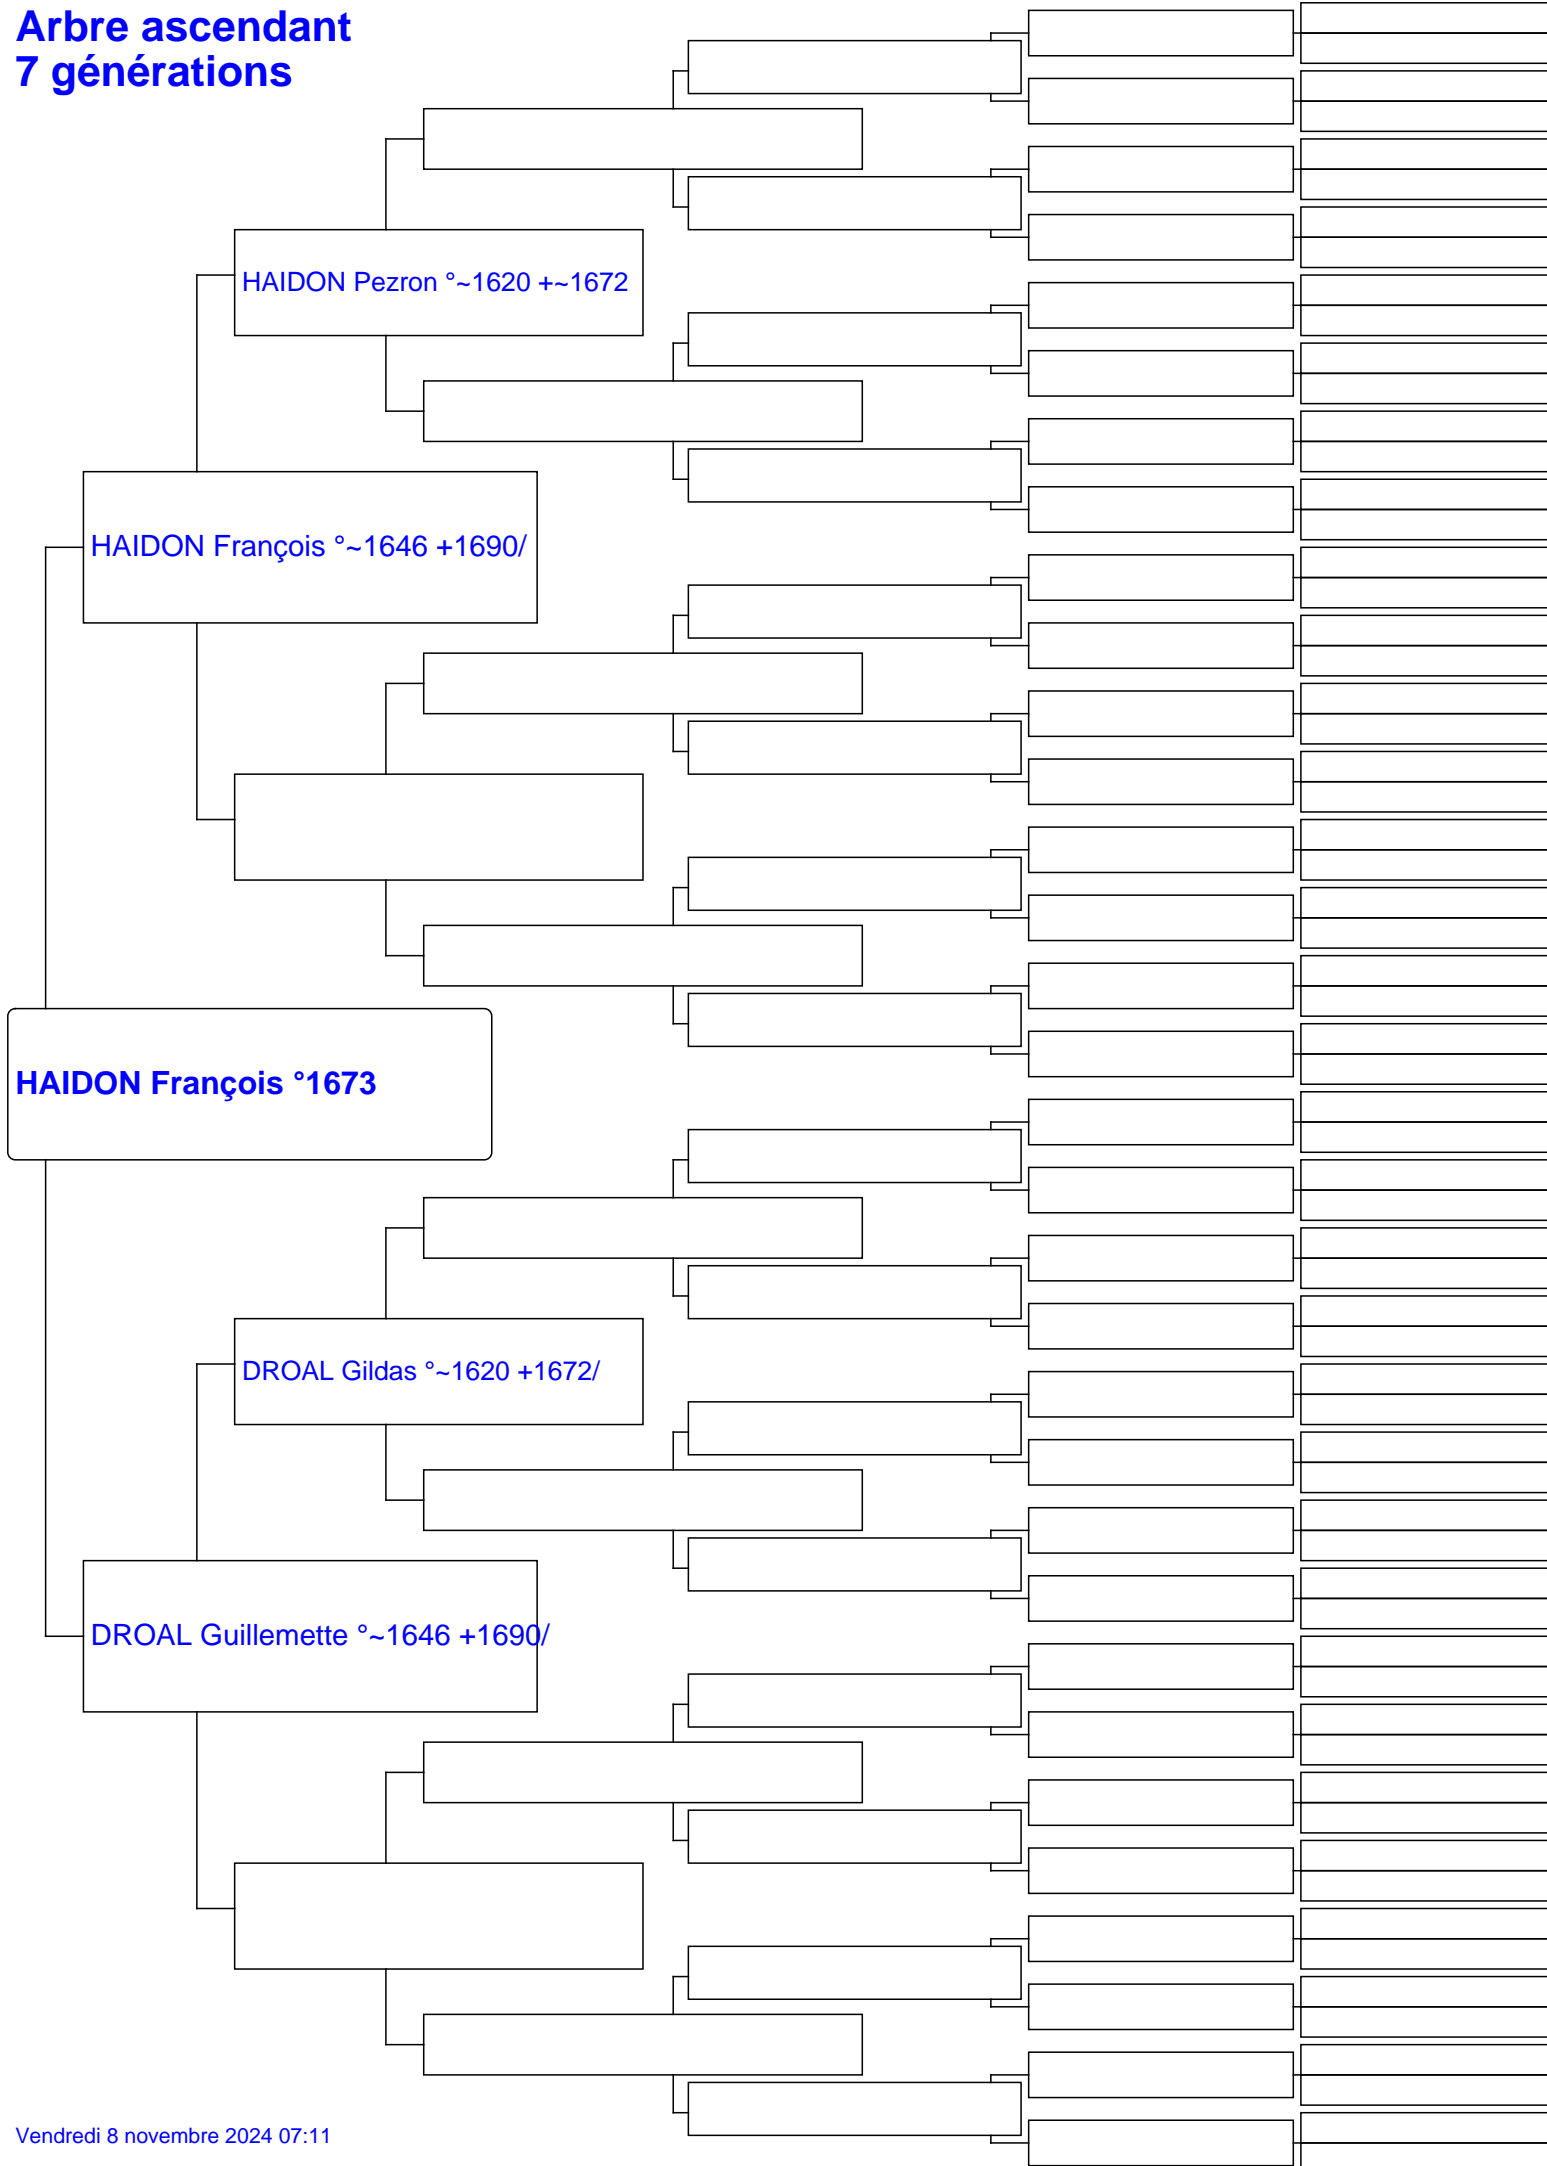 Arbre ascendant
7 générations
HAIDON Pezron °~1620 +~1672
HAIDON François °~1646 +1690/
HAIDON François °1673
DROAL Gildas °~1620 +1672/
DROAL Guillemette °~1646 +1690/
Vendredi 8 novembre 2024 07:11